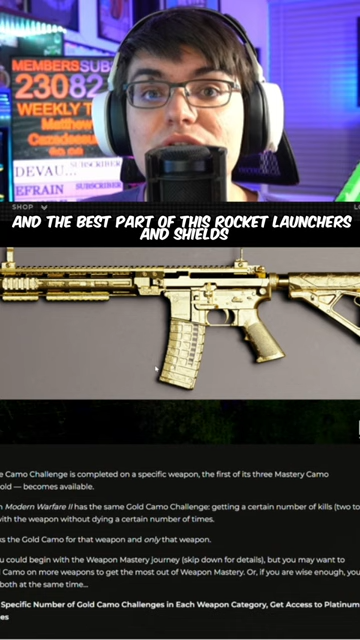 MEMBERS SUB
23082
WEEKLY T
Matthew
DEVAU... SUBSCRIBER
EFRAIN SUBSCRIBER
SHOP
AND THE BEST PART OF THIS ROCKET LAUNCHERS
AND SHIELDS
e Camo Challenge is completed on a specific weapon, the first of its three Mastery Camo
old — becomes available.
n Modern Warfare II has the same Gold Camo Challenge: getting a certain number of kills (two to
with the weapon without dying a certain number of times.
ks the Gold Camo for that weapon and only that weapon.
u could begin with the Weapon Mastery journey (skip down for details), but you may want to
l Camo on more weapons to get the most out of Weapon Mastery. Or, if you are wise enough, you
both at the same time...
Specific Number of Gold Camo Challenges in Each Weapon Category, Get Access to Platinum
es